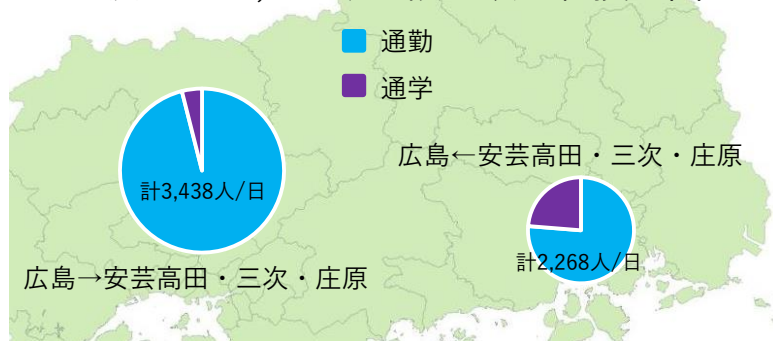 通勤
通学
広島←安芸高田・三次・庄原
計3,438人/日
計2,268人/日
広島→安芸高田・三次・庄原